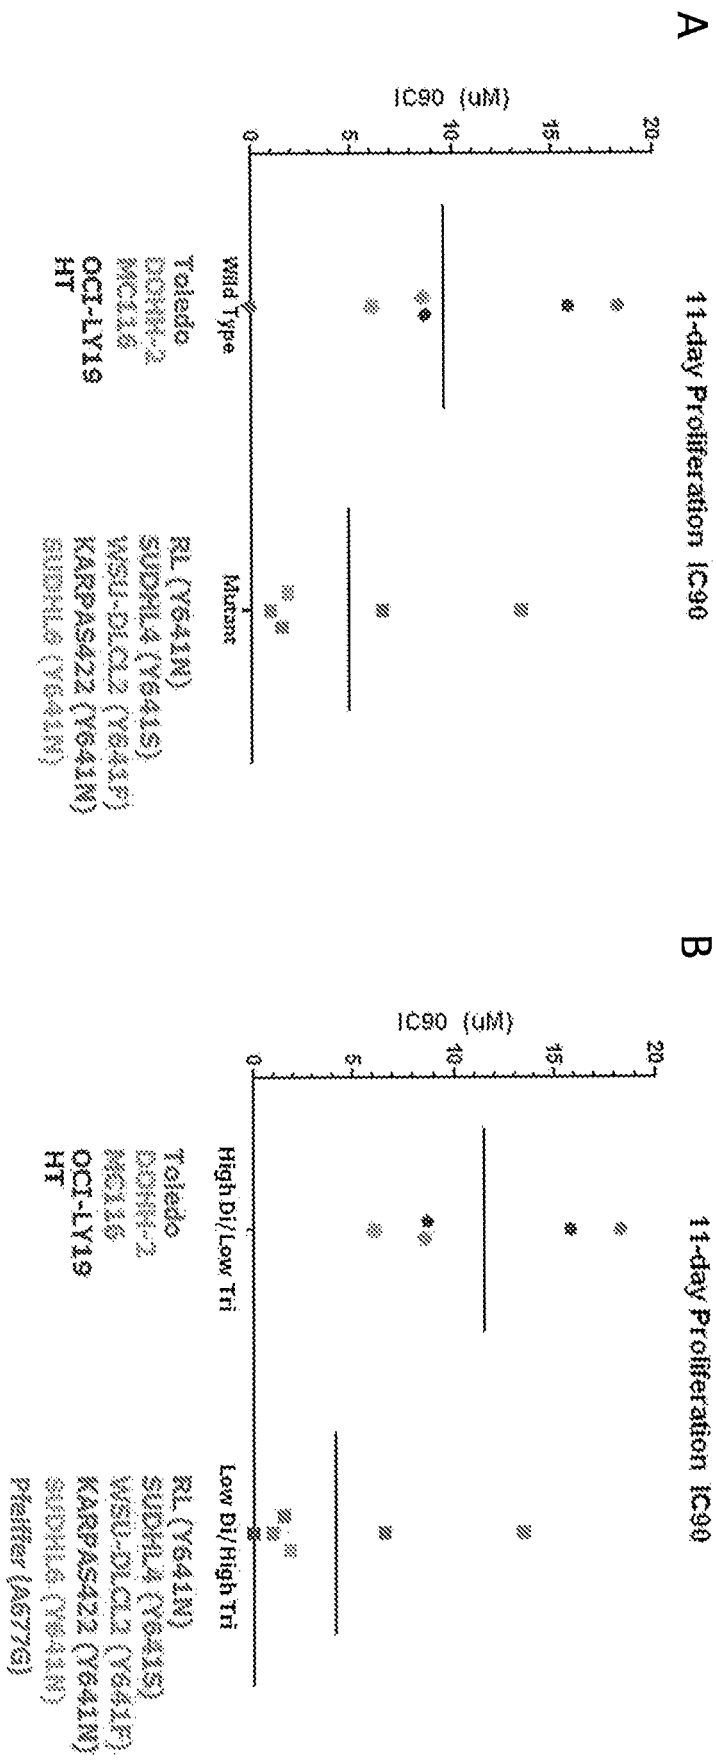 A
11-day Proliferation IC90
IC90 (uM)
20
15
10
5
0
Wild Type
Mutant
Toledo
DOHH-2
MC116
OCI-LY19
HT
RL (Y641N)
SUDHL4 (Y641S)
WSU-DLCL2 (Y641F)
KARPAS422 (Y641N)
SUDHL6 (Y641N)
B
11-day Proliferation IC90
IC90 (uM)
20
15
10
5
0
High Di/Low Tri
Low Di/High Tri
Toledo
DOHH-2
MC116
OCI-LY19
HT
RL (Y641N)
SUDHL4 (Y641S)
WSU-DLCL2 (Y641F)
KARPAS422 (Y641N)
SUDHL6 (Y641N)
Pfeiffer (A677G)